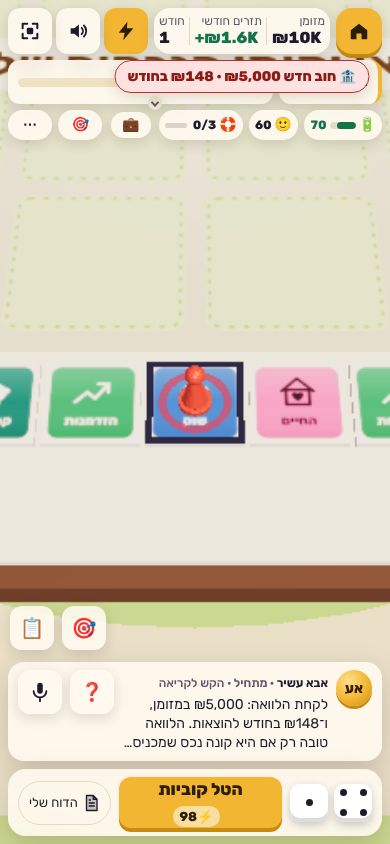 מזומן
₪10K
תזרים חודשי
+₪1.6K
חודש
1
🏦 חוב חדש ₪5,000 • ₪148 בחודש
70
60
0/3
...
החיים
שוק
הזדמנות
אבא עשיר • מתחיל • הקש לקריאה
אע
לקחת הלוואה: ₪5,000 במזומן,
ו־₪148 בחודש להוצאות. הלוואה
טובה רק אם היא קונה נכס שמכניס...
הטל קוביות
⚡98
הדוח שלי